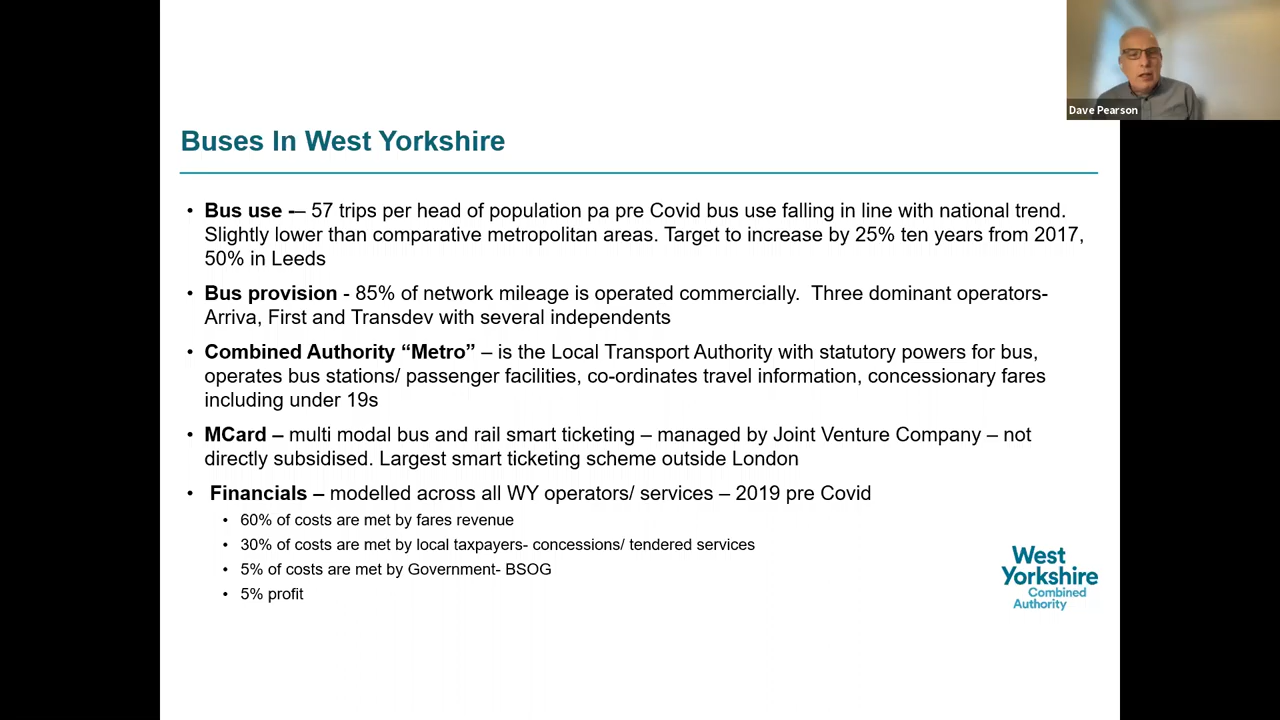 Dave Pearson
Buses In West Yorkshire
• Bus use -– 57 trips per head of population pa pre Covid bus use falling in line with national trend.
Slightly lower than comparative metropolitan areas. Target to increase by 25% ten years from 2017,
50% in Leeds
• Bus provision - 85% of network mileage is operated commercially.  Three dominant operators-
Arriva, First and Transdev with several independents
• Combined Authority “Metro” – is the Local Transport Authority with statutory powers for bus,
operates bus stations/ passenger facilities, co-ordinates travel information, concessionary fares
including under 19s
• MCard – multi modal bus and rail smart ticketing – managed by Joint Venture Company – not
directly subsidised. Largest smart ticketing scheme outside London
• Financials – modelled across all WY operators/ services – 2019 pre Covid
• 60% of costs are met by fares revenue
• 30% of costs are met by local taxpayers- concessions/ tendered services
• 5% of costs are met by Government- BSOG
• 5% profit
West
Yorkshire
Combined
Authority